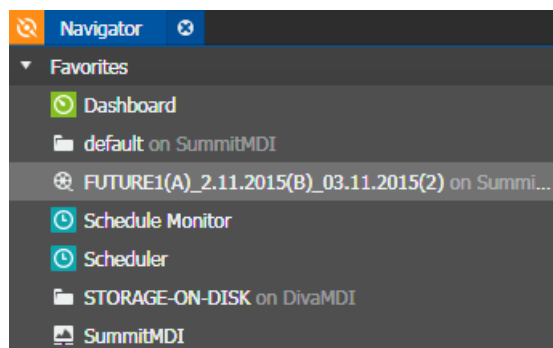 Navigator
Favorites
Dashboard
default on SummitMDI
FUTURE1(A)_2.11.2015(B)_03.11.2015(2) on Summi...
Schedule Monitor
Scheduler
STORAGE-ON-DISK on DivaMDI
SummitMDI